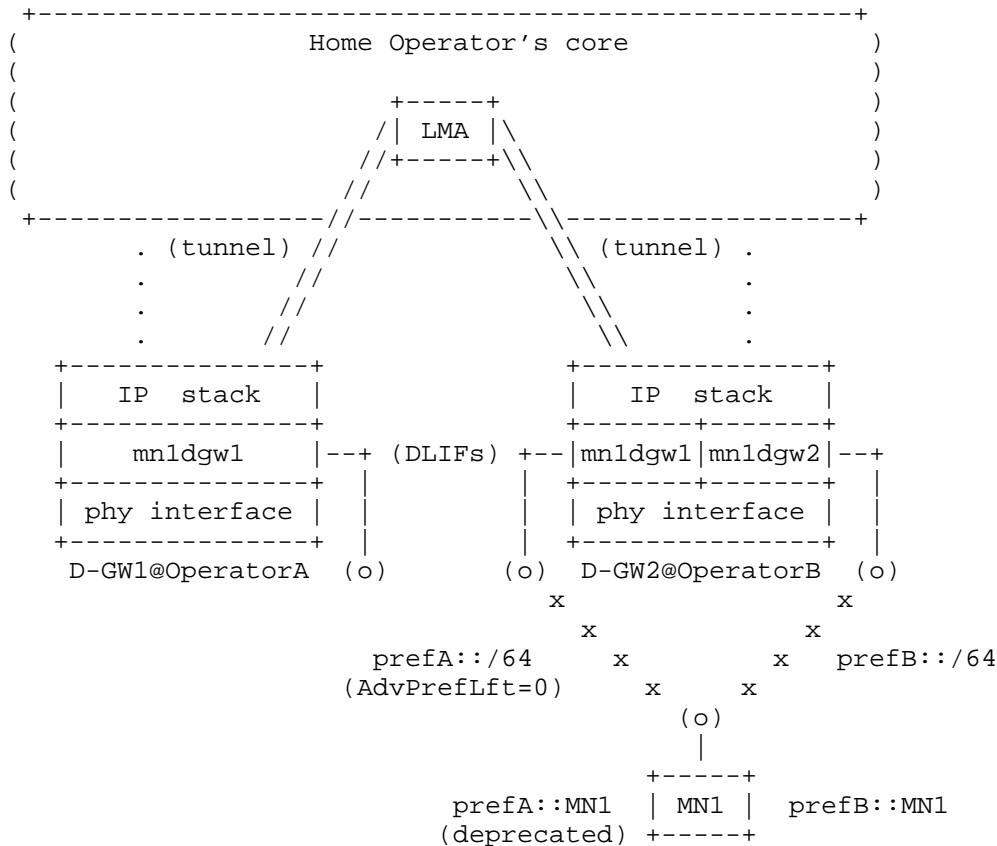 Home Operator's core
LMA
(tunnel) (tunnel)
IP stack IP stack
mn1dgw1 (DLIFs) mn1dgw1 mn1dgw2
phy interface phy interface
D-GW1@OperatorA (o) (o) D-GW2@OperatorB (o)
x x
x x
prefA::/64 x x prefB::/64
(AdvPrefLft=0) x x
(o)
prefA::MN1 MN1 prefB::MN1
(deprecated)